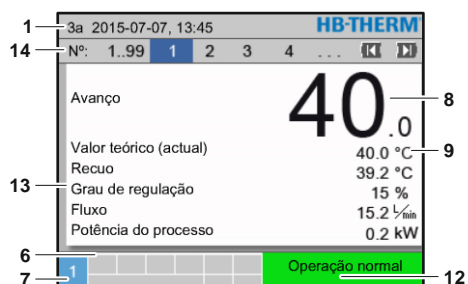 1 3a 2015-07-07, 13:45 HB-THERM
14 Nº: 1..99 1 2 3 4 ...
Avanço 40.0 8
Valor teórico (actual) 40.0 °C 9
Recuo 39.2 °C
13 Grau de regulação 15 %
Fluxo 15.2 L/min
Potência do processo 0.2 kW
6 Operação normal
7 1 12